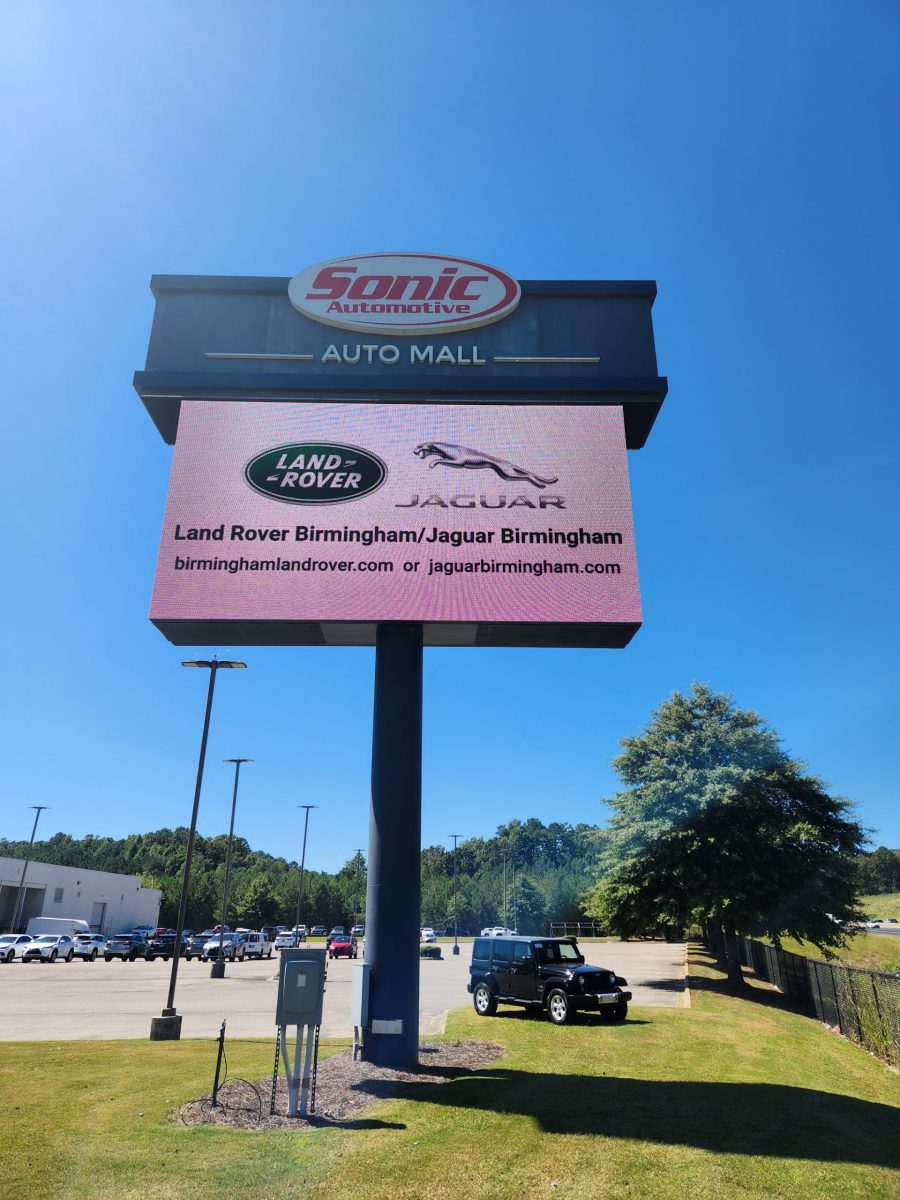 Sonic
Automotive
AUTO MALL
LAND-
-ROVER
JAGUAR
Land Rover Birmingham/Jaguar Birmingham
birminghamlandrover.com or jaguarbirmingham.com